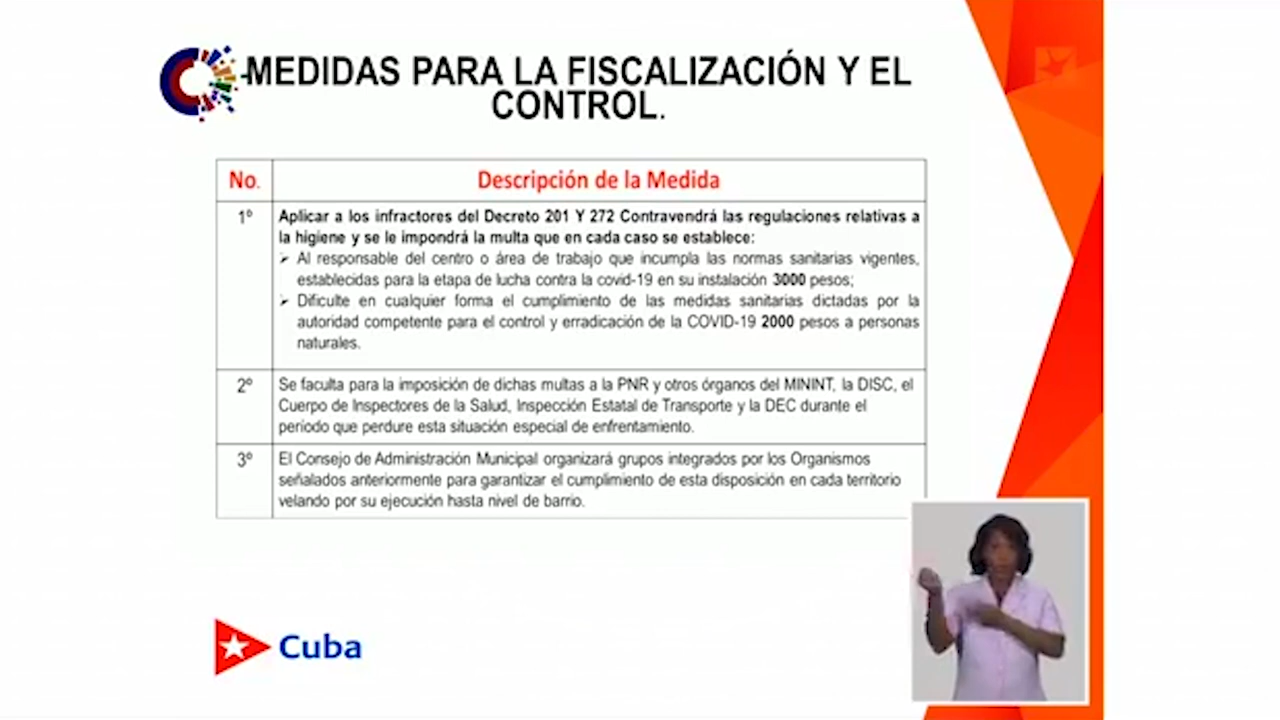 MEDIDAS PARA LA FISCALIZACIÓN Y EL
CONTROL.
No. Descripción de la Medida
1º Aplicar a los infractores del Decreto 201 Y 272 Contravendrá las regulaciones relativas a
la higiene y se le impondrá la multa que en cada caso se establece:
➢ Al responsable del centro o área de trabajo que incumpla las normas sanitarias vigentes,
establecidas para la etapa de lucha contra la covid-19 en su instalación 3000 pesos;
➢ Dificulte en cualquier forma el cumplimiento de las medidas sanitarias dictadas por la
autoridad competente para el control y erradicación de la COVID-19 2000 pesos a personas
naturales.
2º Se faculta para la imposición de dichas multas a la PNR y otros órganos del MININT, la DISC, el
Cuerpo de Inspectores de la Salud, Inspección Estatal de Transporte y la DEC durante el
período que perdure esta situación especial de enfrentamiento.
3º El Consejo de Administración Municipal organizará grupos integrados por los Organismos
señalados anteriormente para garantizar el cumplimiento de esta disposición en cada territorio
velando por su ejecución hasta nivel de barrio.
Cuba